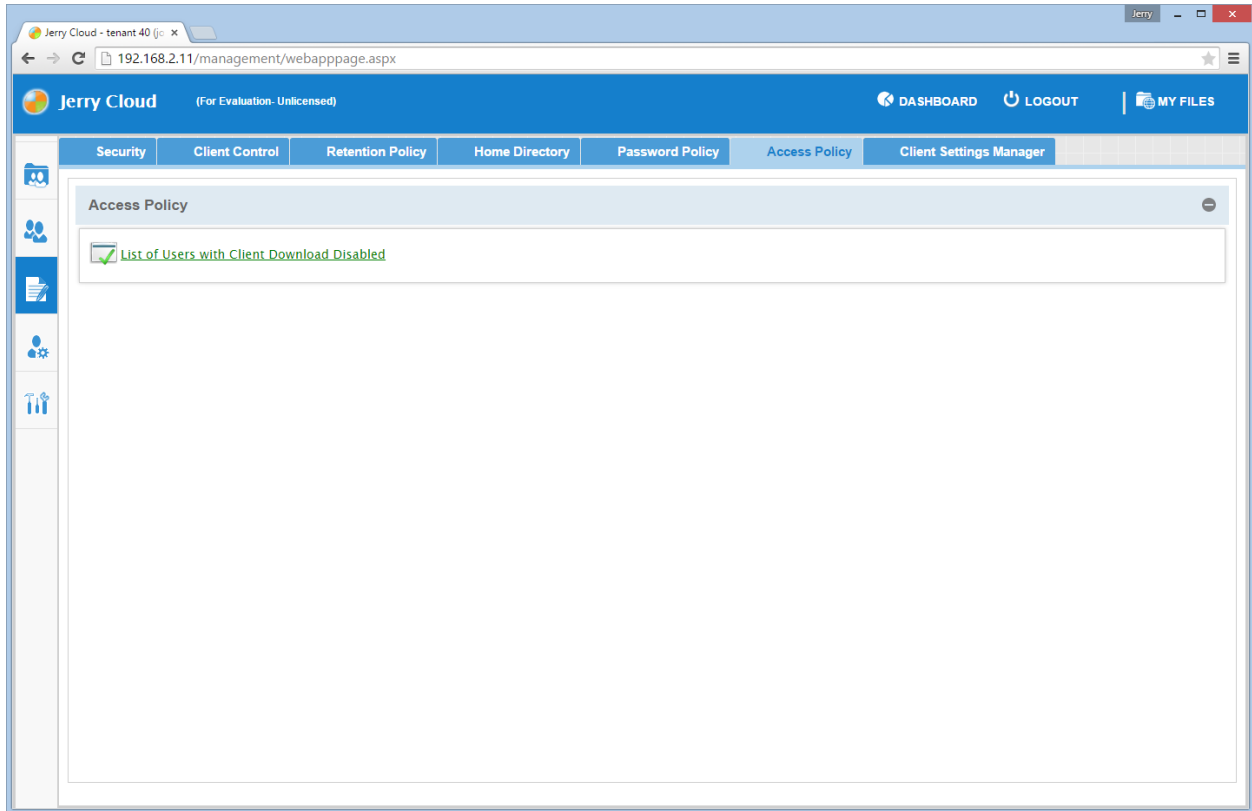 Jerry
Jerry Cloud - tenant 40 (jc
192.168.2.11/management/webapppage.aspx
Jerry Cloud (For Evaluation- Unlicensed) DASHBOARD LOGOUT | MY FILES
Security Client Control Retention Policy Home Directory Password Policy Access Policy Client Settings Manager
Access Policy
List of Users with Client Download Disabled